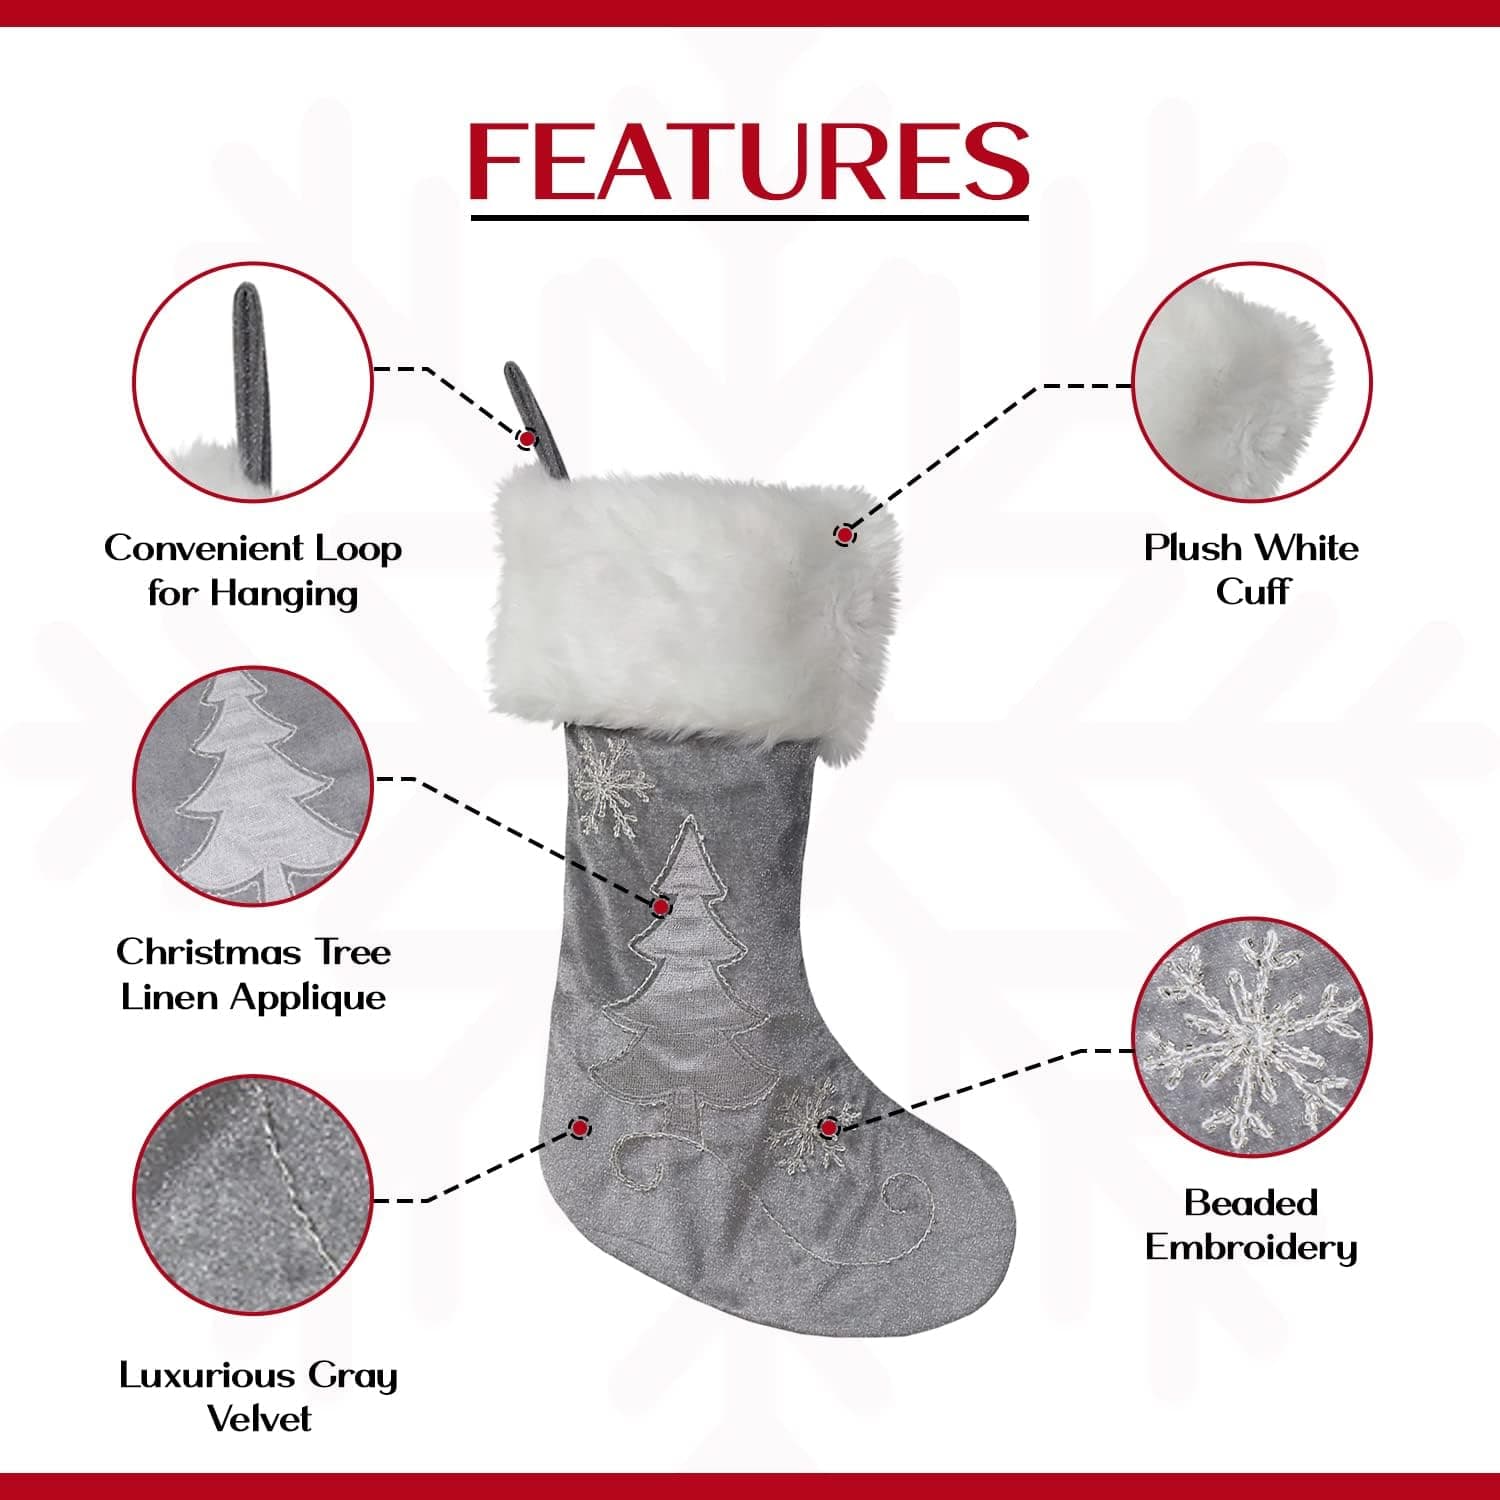 FEATURES
Convenient Loop
for Hanging
Plush White
Cuff
Christmas Tree
Linen Applique
Beaded
Embroidery
Luxurious Gray
Velvet